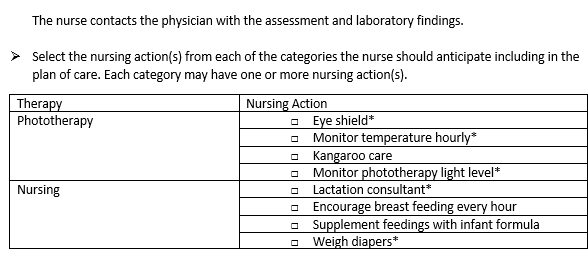 The nurse contacts the physician with the assessment and laboratory findings.
➢ Select the nursing action(s) from each of the categories the nurse should anticipate including in the
plan of care. Each category may have one or more nursing action(s).
Therapy Nursing Action
Phototherapy □ Eye shield*
□ Monitor temperature hourly*
□ Kangaroo care
□ Monitor phototherapy light level*
Nursing □ Lactation consultant*
□ Encourage breast feeding every hour
□ Supplement feedings with infant formula
□ Weigh diapers*